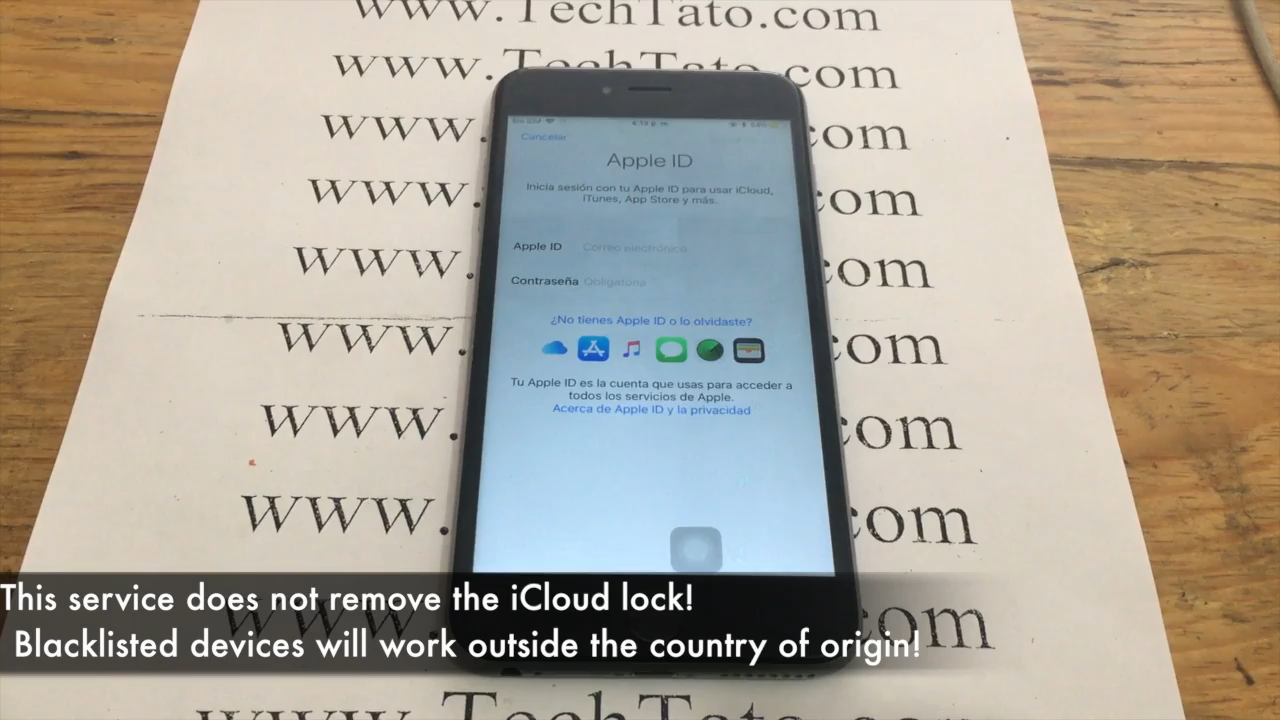 www.TechTato.com
www.TechTato.com
www. com
www. com
www. com
www. com
www. com
www. com
com
www.TechTato.com
4:13 p. m.
Cancelar
Apple ID
Inicia sesión con tu Apple ID para usar iCloud,
iTunes, App Store y más.
Apple ID Correo electrónico
Contraseña Obligatoria
¿No tienes Apple ID o lo olvidaste?
Tu Apple ID es la cuenta que usas para acceder a
todos los servicios de Apple.
Acerca de Apple ID y la privacidad
This service does not remove the iCloud lock!
Blacklisted devices will work outside the country of origin!